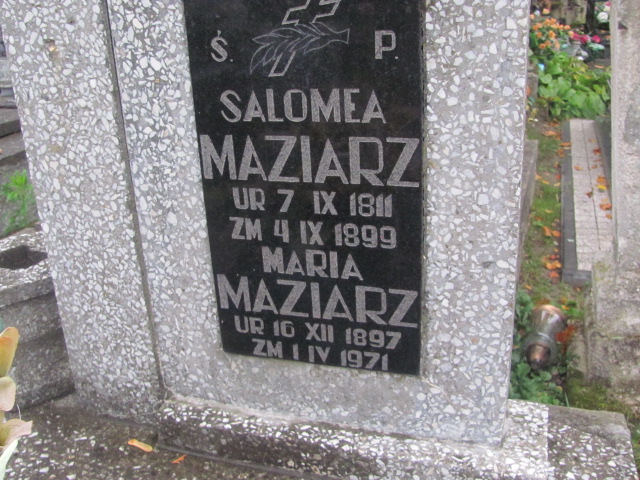 Ś. P
SALOMEA
MAZIARZ
UR 7 IX 1811
ZM 4 IX 1899
MARIA
MAZIARZ
UR 16 XII 1897
ZM 1 IV 1971